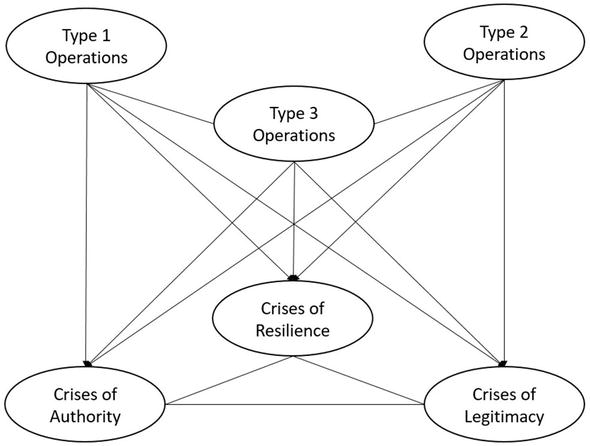 Type 1
Operations
Type 2
Operations
Type 3
Operations
Crises of
Resilience
Crises of
Authority
Crises of
Legitimacy